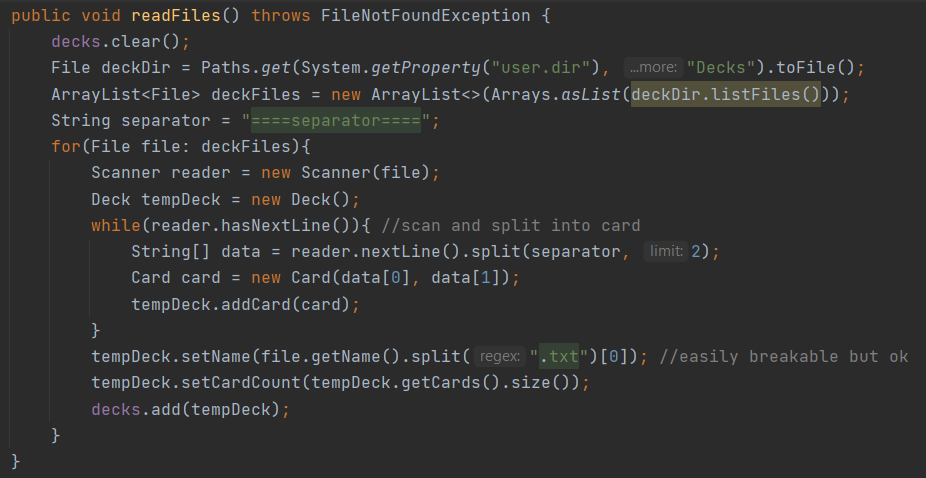 public void readFiles() throws FileNotFoundException {
    decks.clear();
    File deckDir = Paths.get(System.getProperty("user.dir"), ...more: "Decks").toFile();
    ArrayList<File> deckFiles = new ArrayList<>(Arrays.asList(deckDir.listFiles()));
    String separator = "====separator====";
    for(File file: deckFiles){
        Scanner reader = new Scanner(file);
        Deck tempDeck = new Deck();
        while(reader.hasNextLine()){ //scan and split into card
            String[] data = reader.nextLine().split(separator, limit: 2);
            Card card = new Card(data[0], data[1]);
            tempDeck.addCard(card);
        }
        tempDeck.setName(file.getName().split( regex: ".txt")[0]); //easily breakable but ok
        tempDeck.setCardCount(tempDeck.getCards().size());
        decks.add(tempDeck);
    }
}